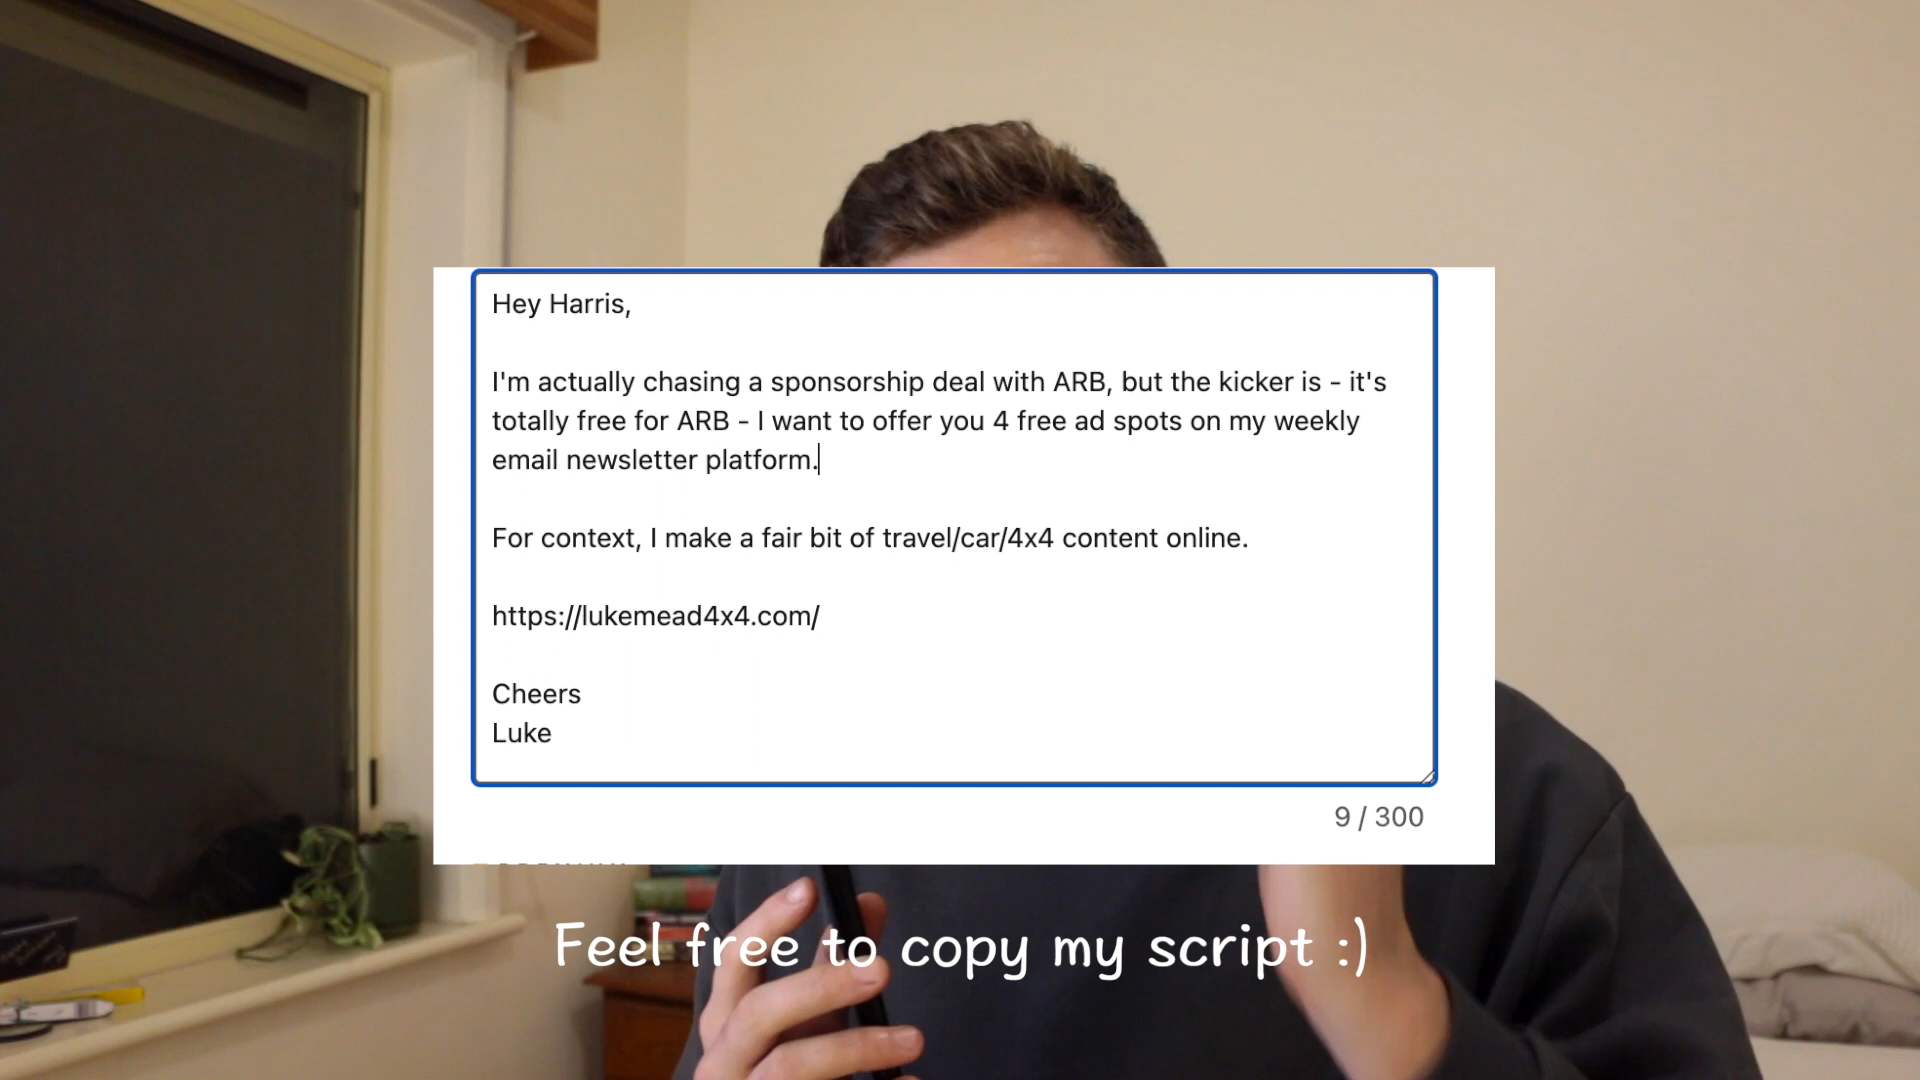 Hey Harris,
I'm actually chasing a sponsorship deal with ARB, but the kicker is - it's
totally free for ARB - I want to offer you 4 free ad spots on my weekly
email newsletter platform.
For context, I make a fair bit of travel/car/4x4 content online.
https://lukemead4x4.com/
Cheers
Luke
9 / 300
Feel free to copy my script :)